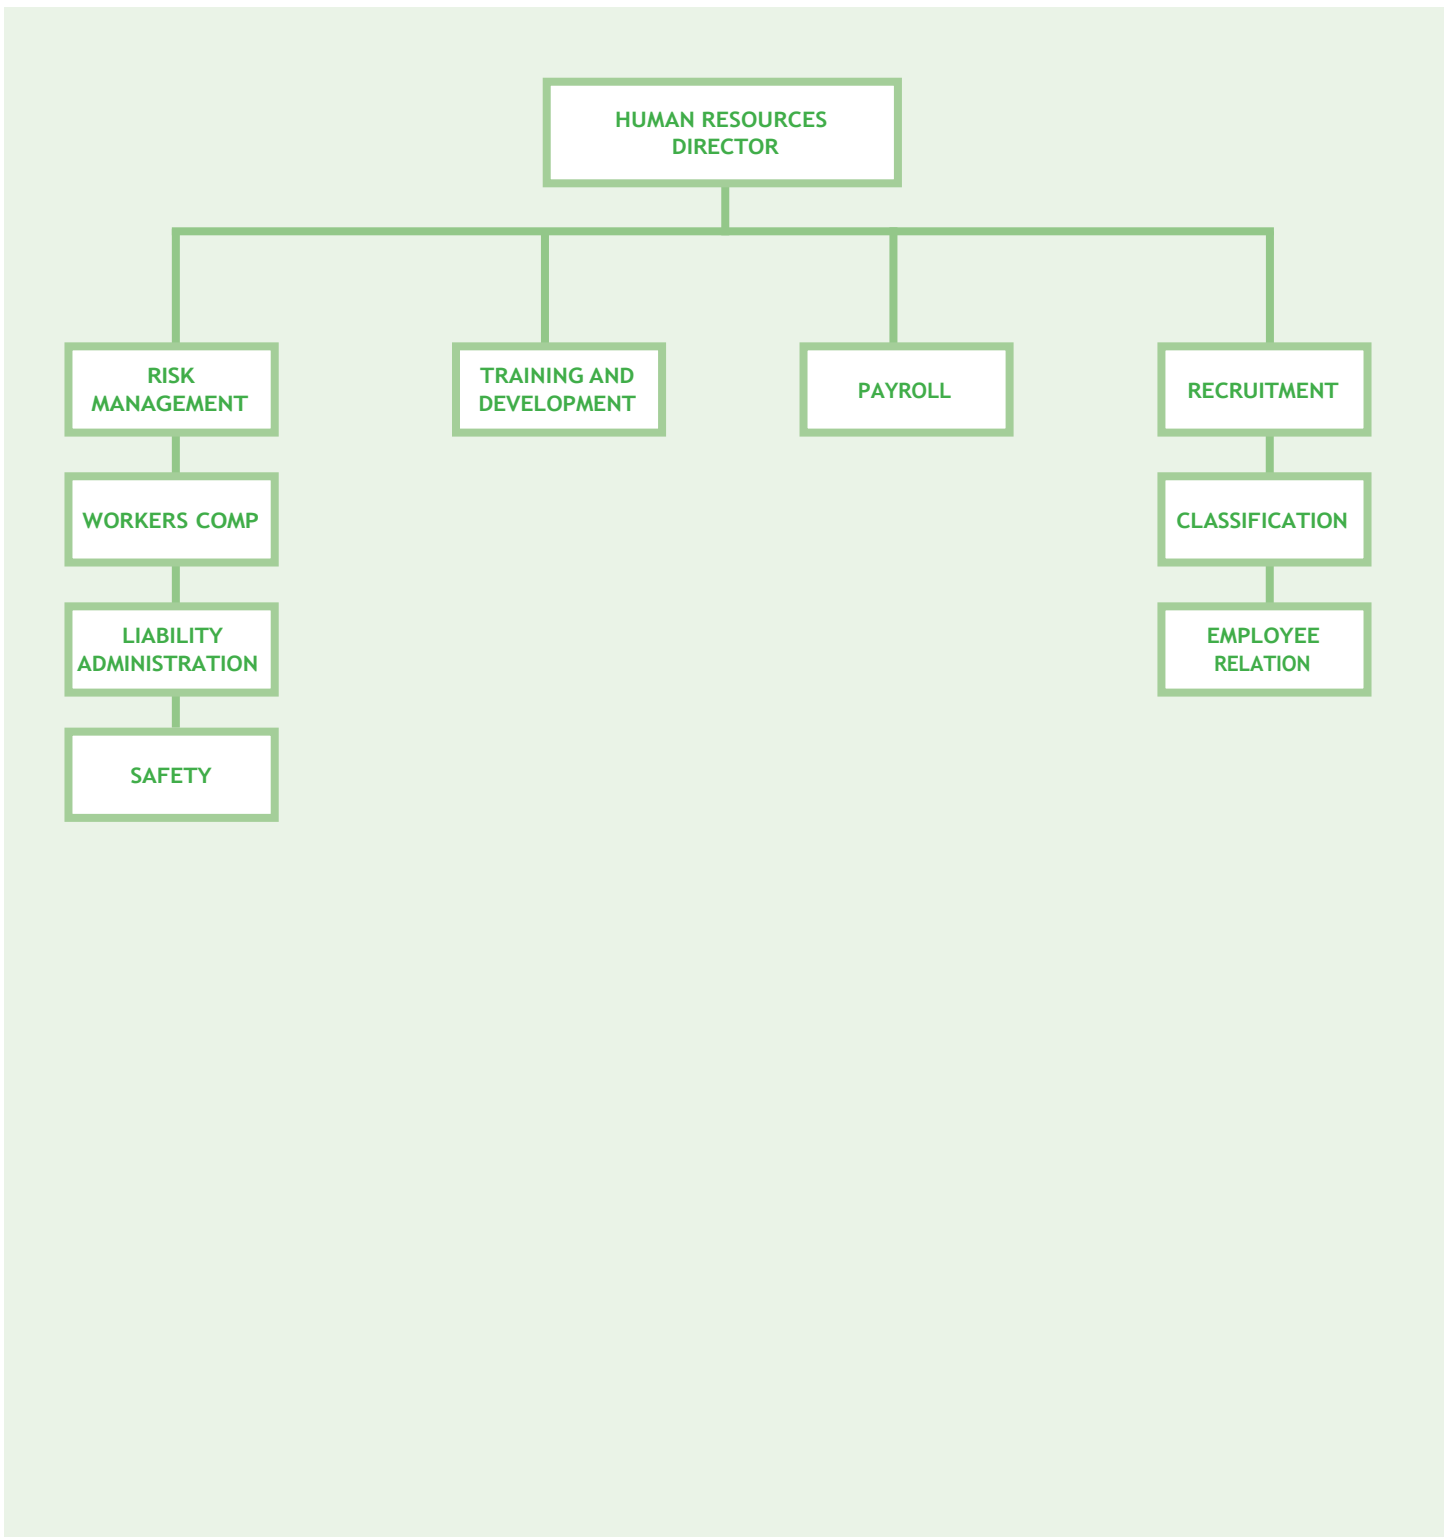 HUMAN RESOURCES
DIRECTOR
RISK
MANAGEMENT
TRAINING AND
DEVELOPMENT
PAYROLL
RECRUITMENT
WORKERS COMP
CLASSIFICATION
LIABILITY
ADMINISTRATION
EMPLOYEE
RELATION
SAFETY